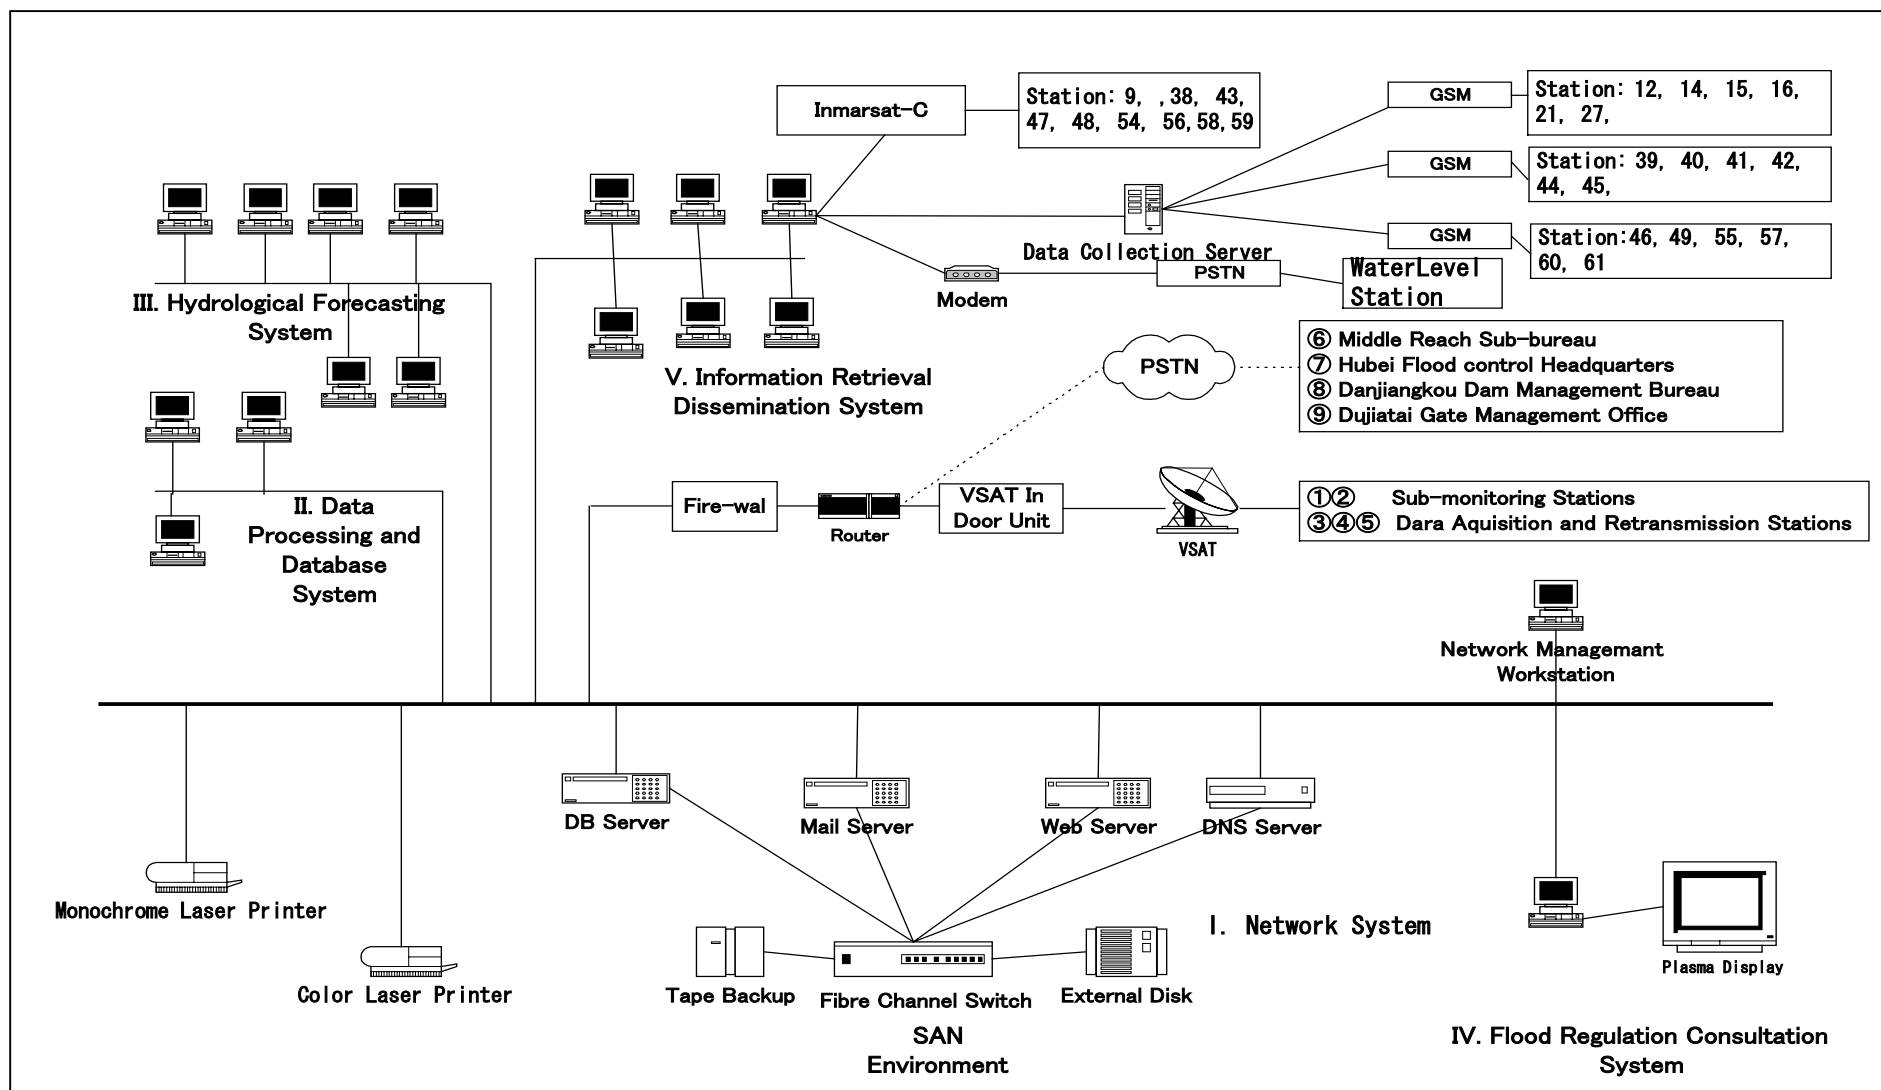 Inmarsat-C
Station: 9, ,38, 43,
47, 48, 54, 56,58,59
GSM
Station: 12, 14, 15, 16,
21, 27,
GSM
Station: 39, 40, 41, 42,
44, 45,
GSM
Station:46, 49, 55, 57,
60, 61
Data Collection Server
Modem
PSTN
WaterLevel
Station
III. Hydrological Forecasting
System
V. Information Retrieval
Dissemination System
PSTN
⑥ Middle Reach Sub-bureau
⑦ Hubei Flood control Headquarters
⑧ Danjiangkou Dam Management Bureau
⑨ Dujiatai Gate Management Office
II. Data
Processing and
Database
System
Fire-wal
Router
VSAT In
Door Unit
VSAT
①② Sub-monitoring Stations
③④⑤ Dara Aquisition and Retransmission Stations
Network Managemant
Workstation
DB Server
Mail Server
Web Server
DNS Server
Monochrome Laser Printer
Color Laser Printer
Tape Backup
Fibre Channel Switch
External Disk
SAN
Environment
I. Network System
Plasma Display
IV. Flood Regulation Consultation
System